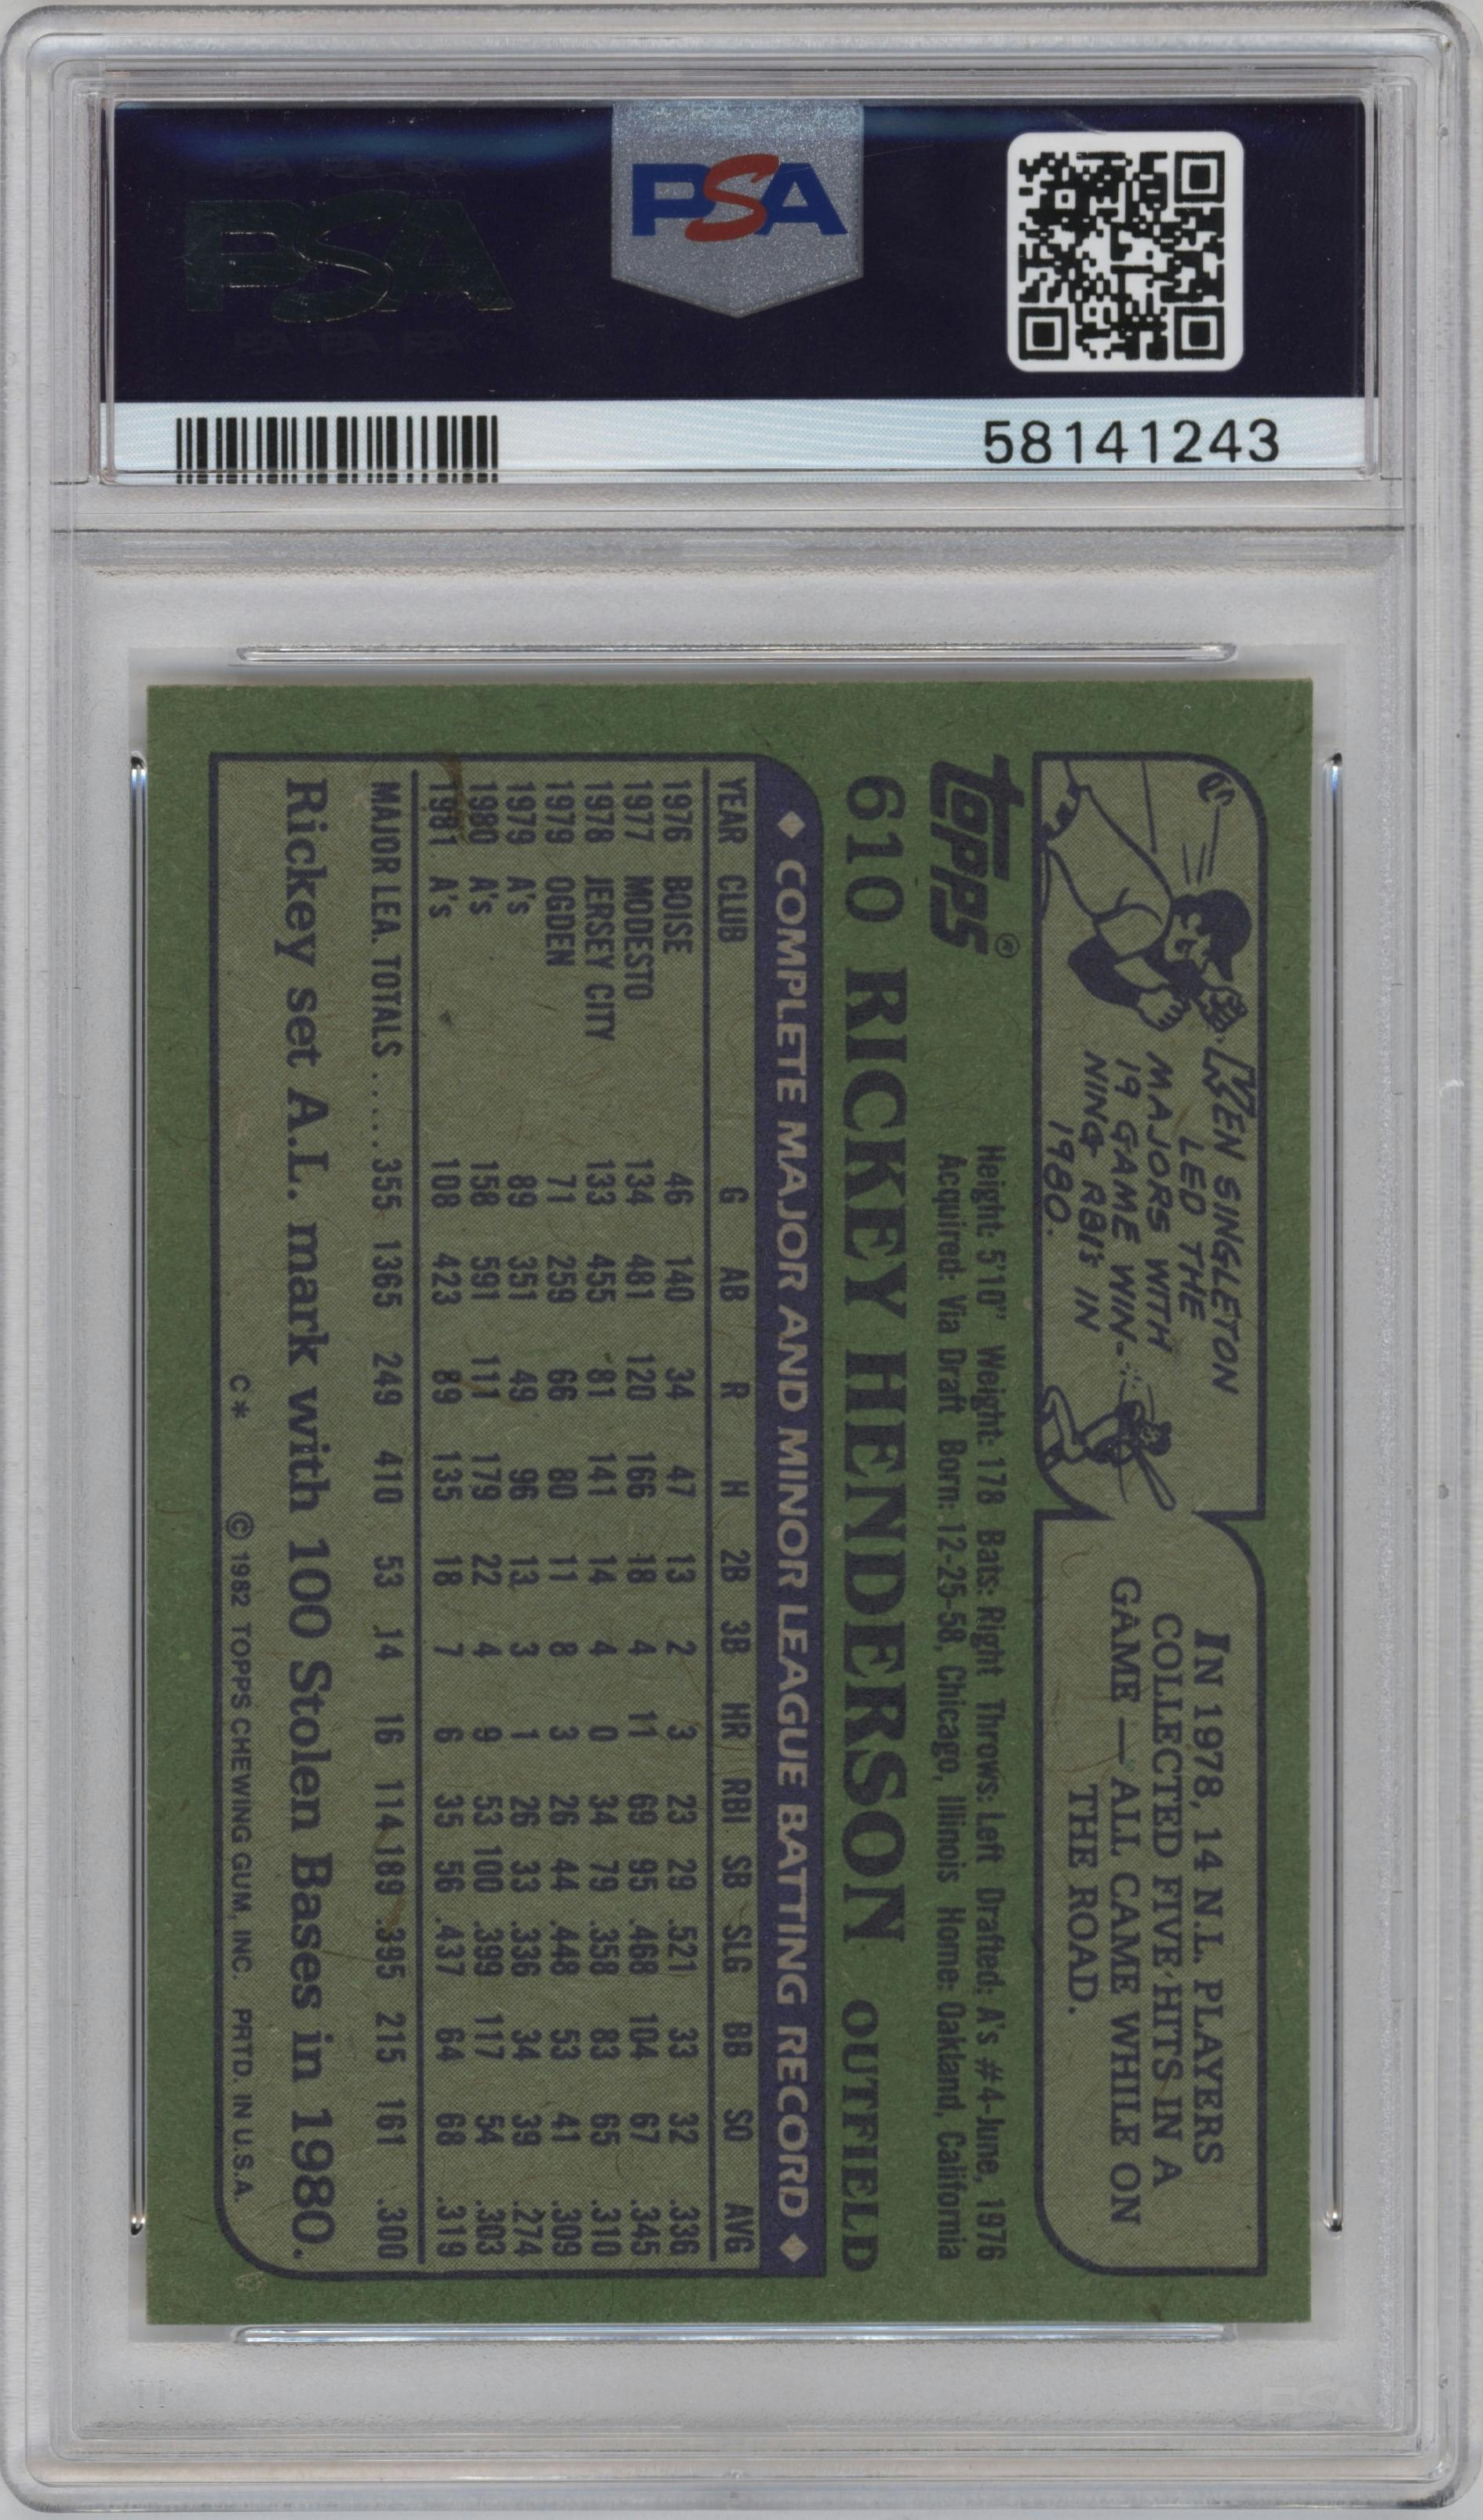 PSA
PSA
58141243
KEN SINGLETON
LED THE
MAJORS WITH
19 GAME WIN-
NING RBI'S IN
1980.
IN 1978, 14 N.L. PLAYERS
COLLECTED FIVE HITS IN A
GAME — ALL CAME WHILE ON
THE ROAD.
topps®
Height: 5'10" Weight: 178 Bats: Right Throws: Left Drafted: A's #4-June, 1976
Acquired: Via Draft Born: 12-25-58, Chicago, Illinois Home: Oakland, California
610 RICKEY HENDERSON OUTFIELD
◆ COMPLETE MAJOR AND MINOR LEAGUE BATTING RECORD ◆
YEAR CLUB G AB R H 2B 3B HR RBI SB SLG BB SO AVG
1976 BOISE 46 140 34 47 13 2 3 23 29 .521 33 32 .336
1977 MODESTO 134 481 120 166 18 4 11 69 95 .468 104 67 .345
1978 JERSEY CITY 133 455 81 141 14 4 0 34 79 .358 83 65 .310
1979 OGDEN 71 259 66 80 11 8 3 26 44 .448 53 41 .309
1979 A's 89 351 49 96 13 3 1 26 33 .336 34 39 .274
1980 A's 158 591 111 179 22 4 9 53 100 .399 117 54 .303
1981 A's 108 423 89 135 18 7 6 35 56 .437 64 68 .319
MAJOR LEA. TOTALS ..... 355 1365 249 410 53 14 16 114 189 .395 215 161 .300
Rickey set A.L. mark with 100 Stolen Bases in 1980.
C* © 1982 TOPPS CHEWING GUM, INC. PRTD. IN U.S.A.